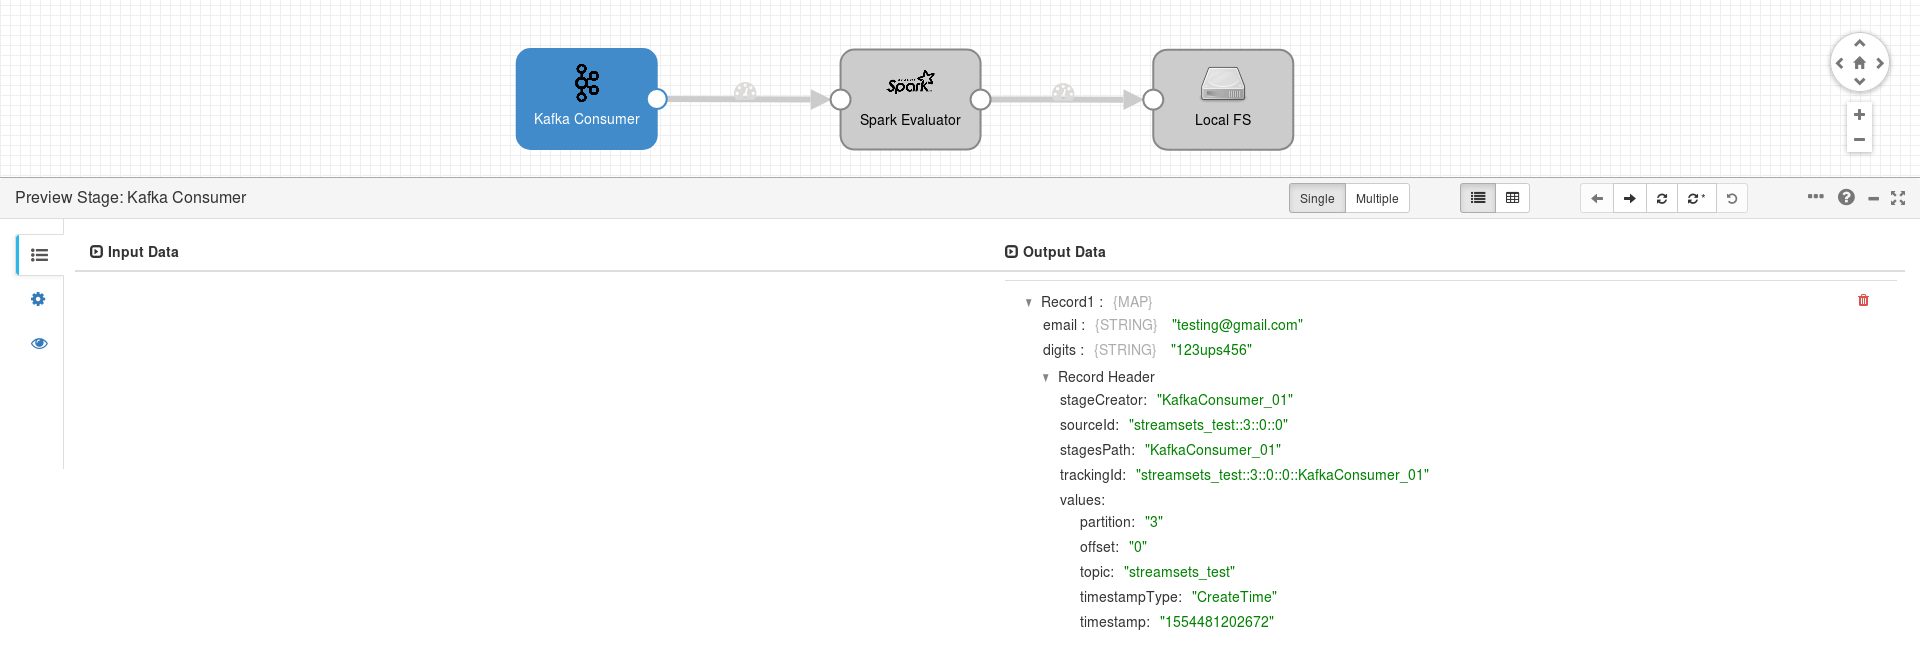 Kafka Consumer
Spark
Spark Evaluator
Local FS
Preview Stage: Kafka Consumer
Single Multiple
Input Data
Output Data
Record1 : {MAP}
email : {STRING} "testing@gmail.com"
digits : {STRING} "123ups456"
Record Header
stageCreator: "KafkaConsumer_01"
sourceId: "streamsets_test::3::0::0"
stagesPath: "KafkaConsumer_01"
trackingId: "streamsets_test::3::0::0::KafkaConsumer_01"
values:
partition: "3"
offset: "0"
topic: "streamsets_test"
timestampType: "CreateTime"
timestamp: "1554481202672"